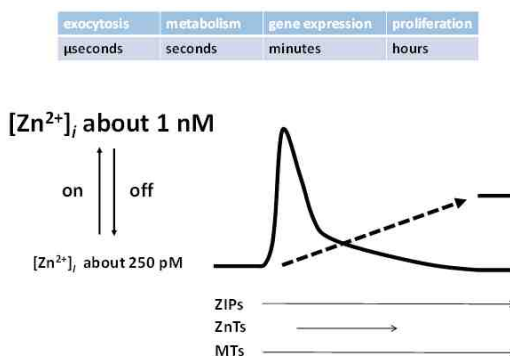 exocytosis metabolism gene expression proliferation
µseconds seconds minutes hours
[Zn²⁺]ᵢ about 1 nM
on off
[Zn²⁺]ᵢ about 250 pM
ZIPs
ZnTs
MTs